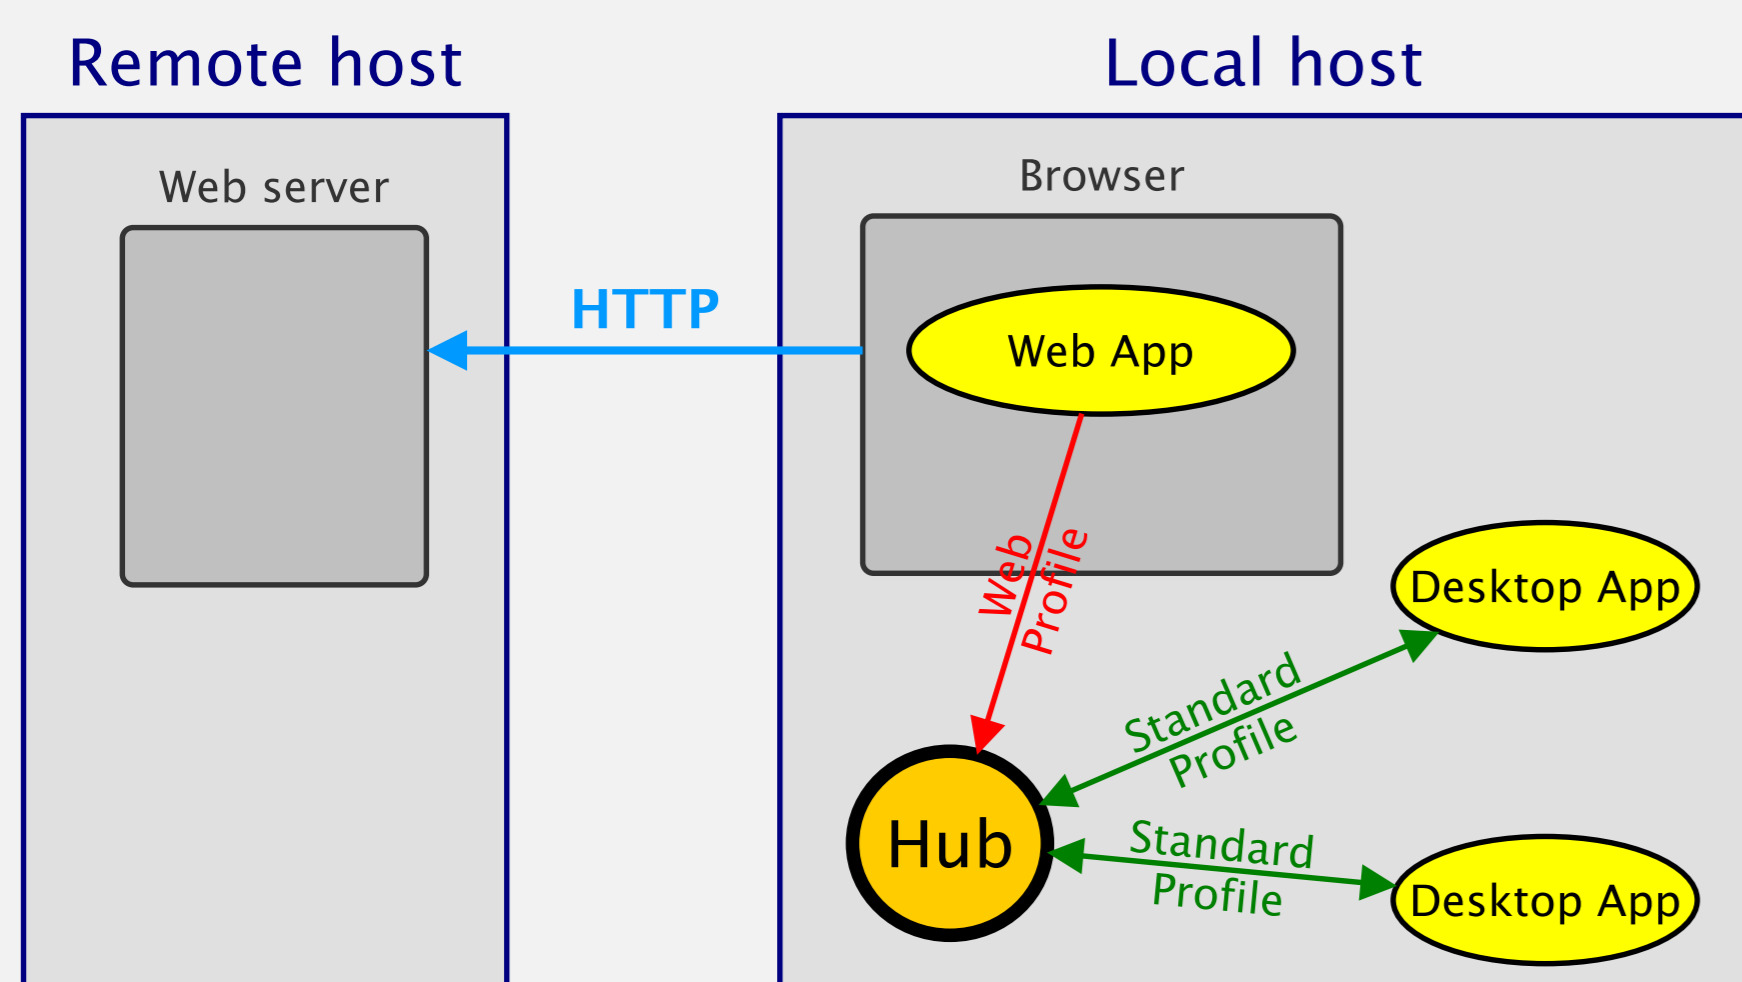 Remote host
Local host
Web server
Browser
HTTP
Web App
Web
Profile
Desktop App
Standard
Profile
Hub
Standard
Profile
Desktop App